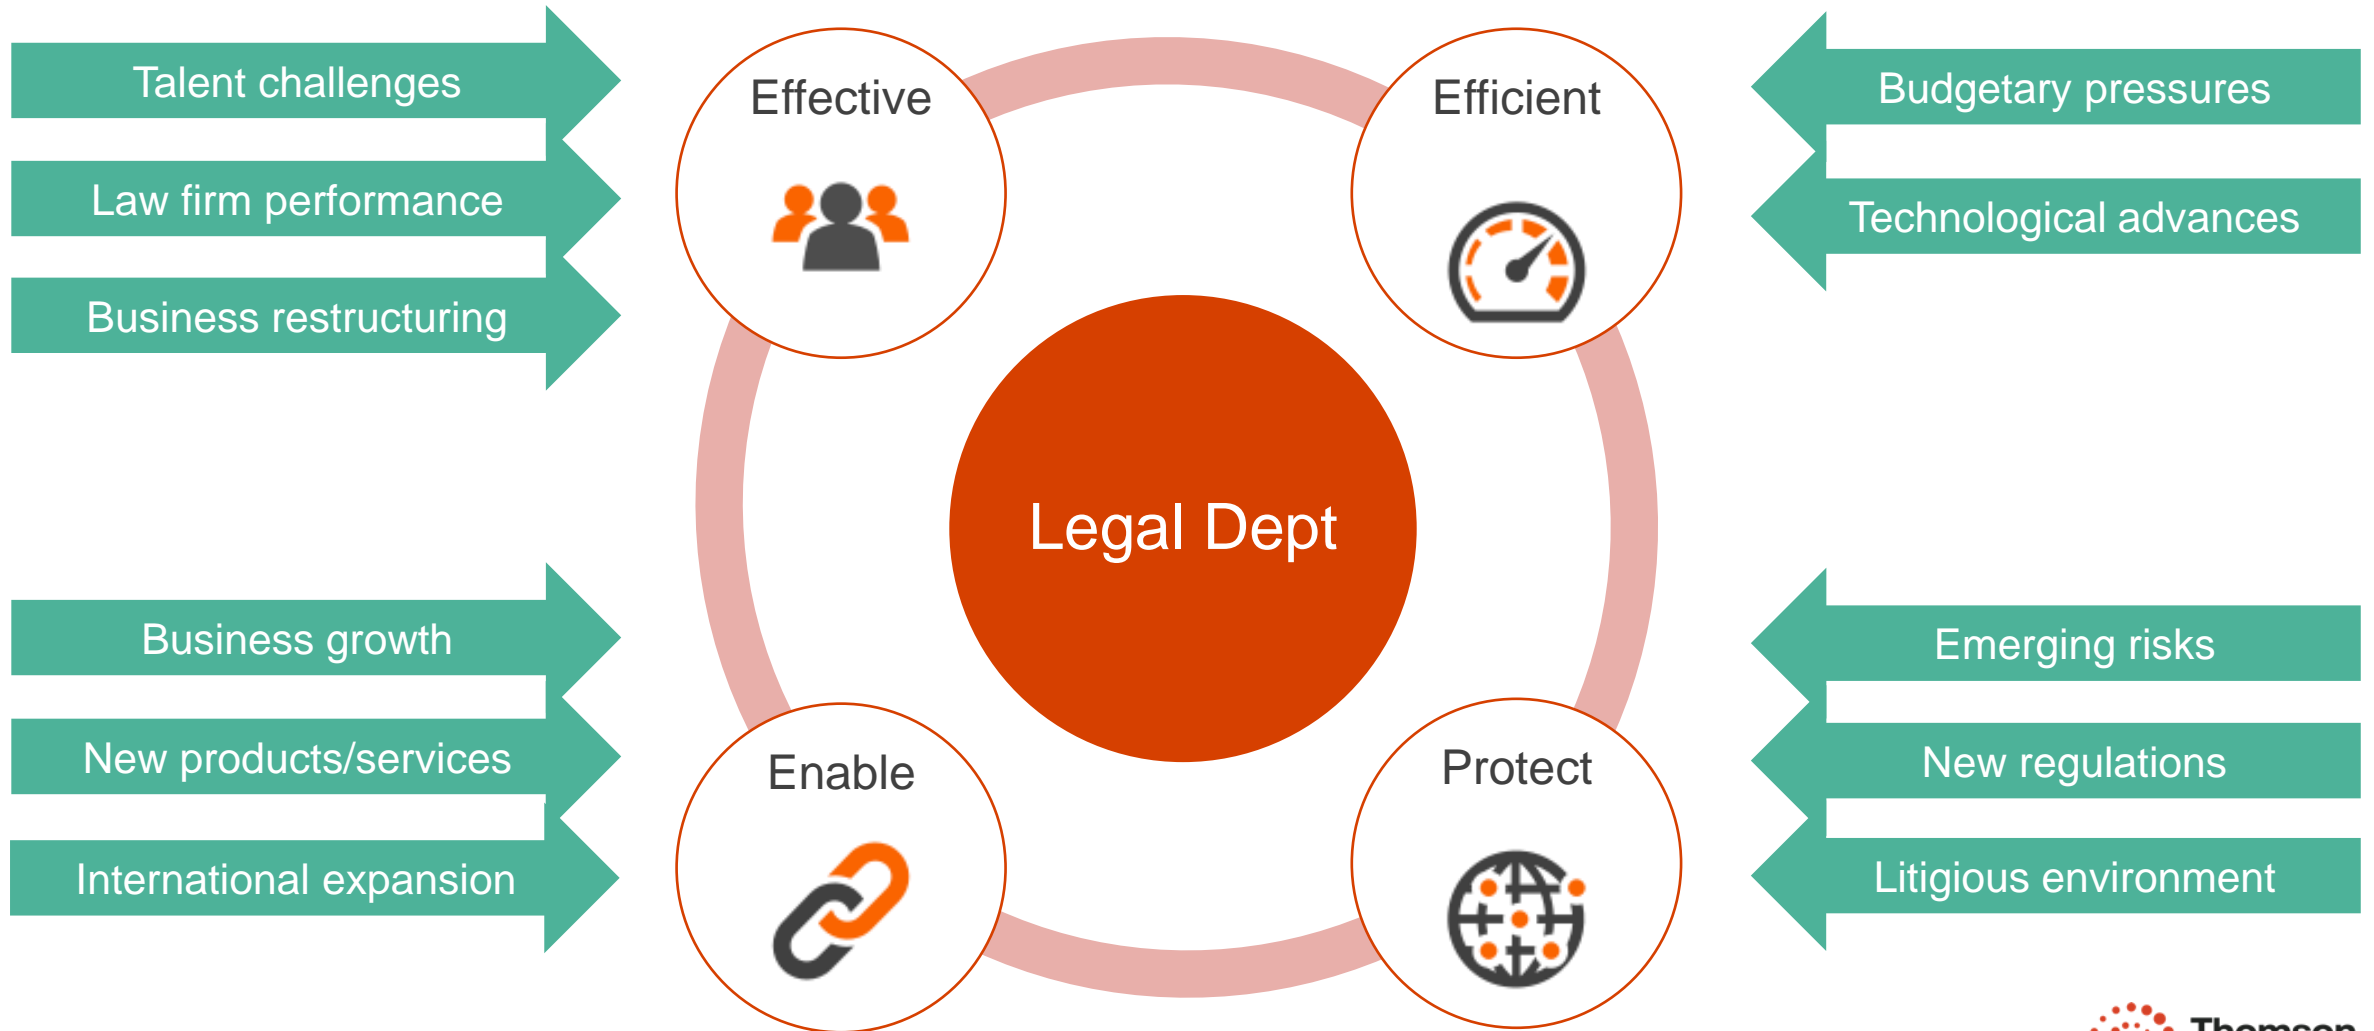 Talent challenges
Law firm performance
Business restructuring
Effective
Efficient
Budgetary pressures
Technological advances
Legal Dept
Business growth
New products/services
International expansion
Enable
Protect
Emerging risks
New regulations
Litigious environment
Thomson